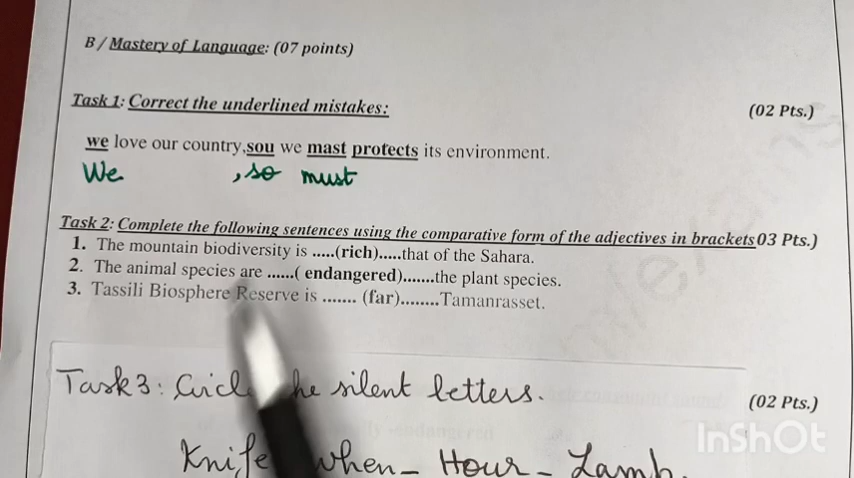 B / Mastery of Language: (07 points)
Task 1: Correct the underlined mistakes: (02 Pts.)
we love our country,sou we mast protects its environment.
We , so must
Task 2: Complete the following sentences using the comparative form of the adjectives in brackets03 Pts.)
1. The mountain biodiversity is .....(rich).....that of the Sahara.
2. The animal species are ......( endangered).......the plant species.
3. Tassili Biosphere Reserve is ....... (far)........Tamanrasset.
Task 3: the silent letters. (02 Pts.)
Knife when - Hour - Lamb.
InShOt